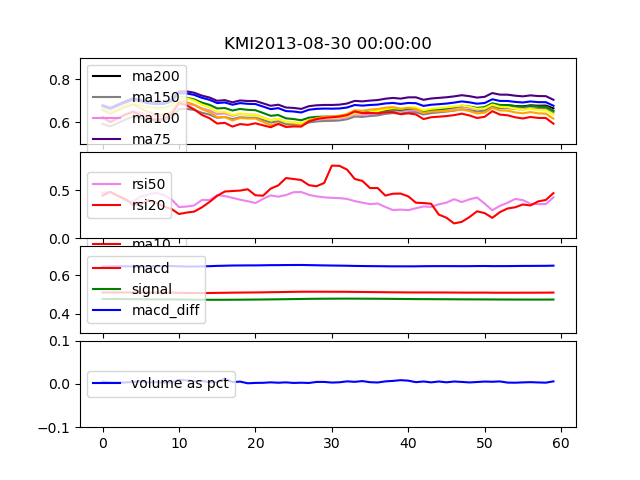 KMI2013-08-30 00:00:00
0.8
0.6
ma200
ma150
ma100
ma75
0.5
0.0
rsi50
rsi20
ma10
0.6
0.4
macd
signal
macd_diff
0.1
0.0
−0.1
volume as pct
0 10 20 30 40 50 60